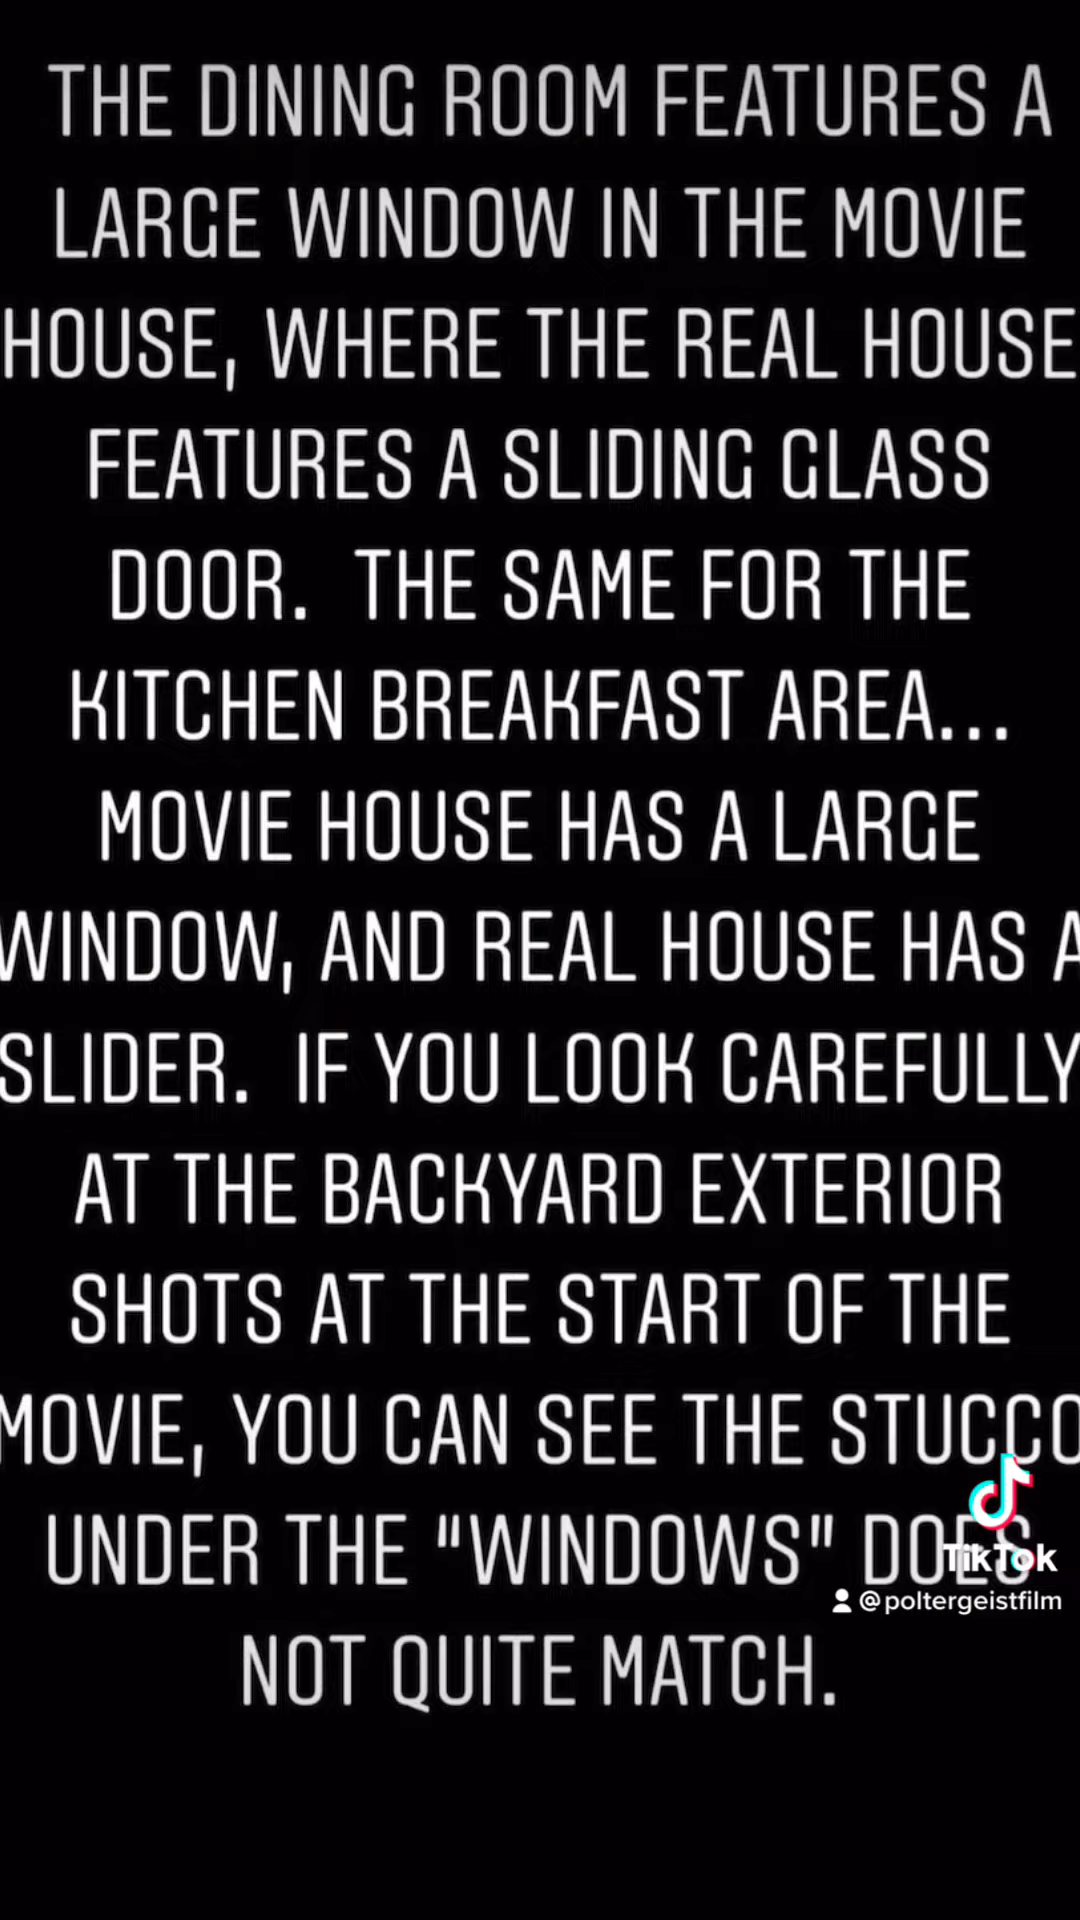 THE DINING ROOM FEATURES A
LARGE WINDOW IN THE MOVIE
HOUSE, WHERE THE REAL HOUSE
FEATURES A SLIDING GLASS
DOOR. THE SAME FOR THE
KITCHEN BREAKFAST AREA...
MOVIE HOUSE HAS A LARGE
WINDOW, AND REAL HOUSE HAS A
SLIDER. IF YOU LOOK CAREFULLY
AT THE BACKYARD EXTERIOR
SHOTS AT THE START OF THE
MOVIE, YOU CAN SEE THE STUCCO
UNDER THE "WINDOWS" DOES
NOT QUITE MATCH.
TikTok
@poltergeistfilm